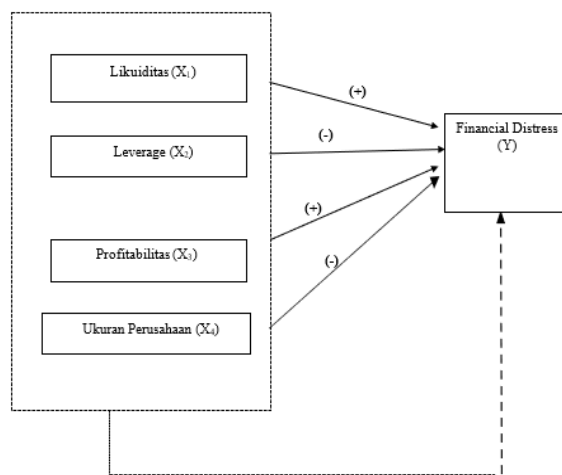 Likuiditas (X₁)
(+)
Financial Distress
(Y)
Leverage (X₂)
(-)
(+)
Profitabilitas (X₃)
(-)
Ukuran Perusahaan (X₄)